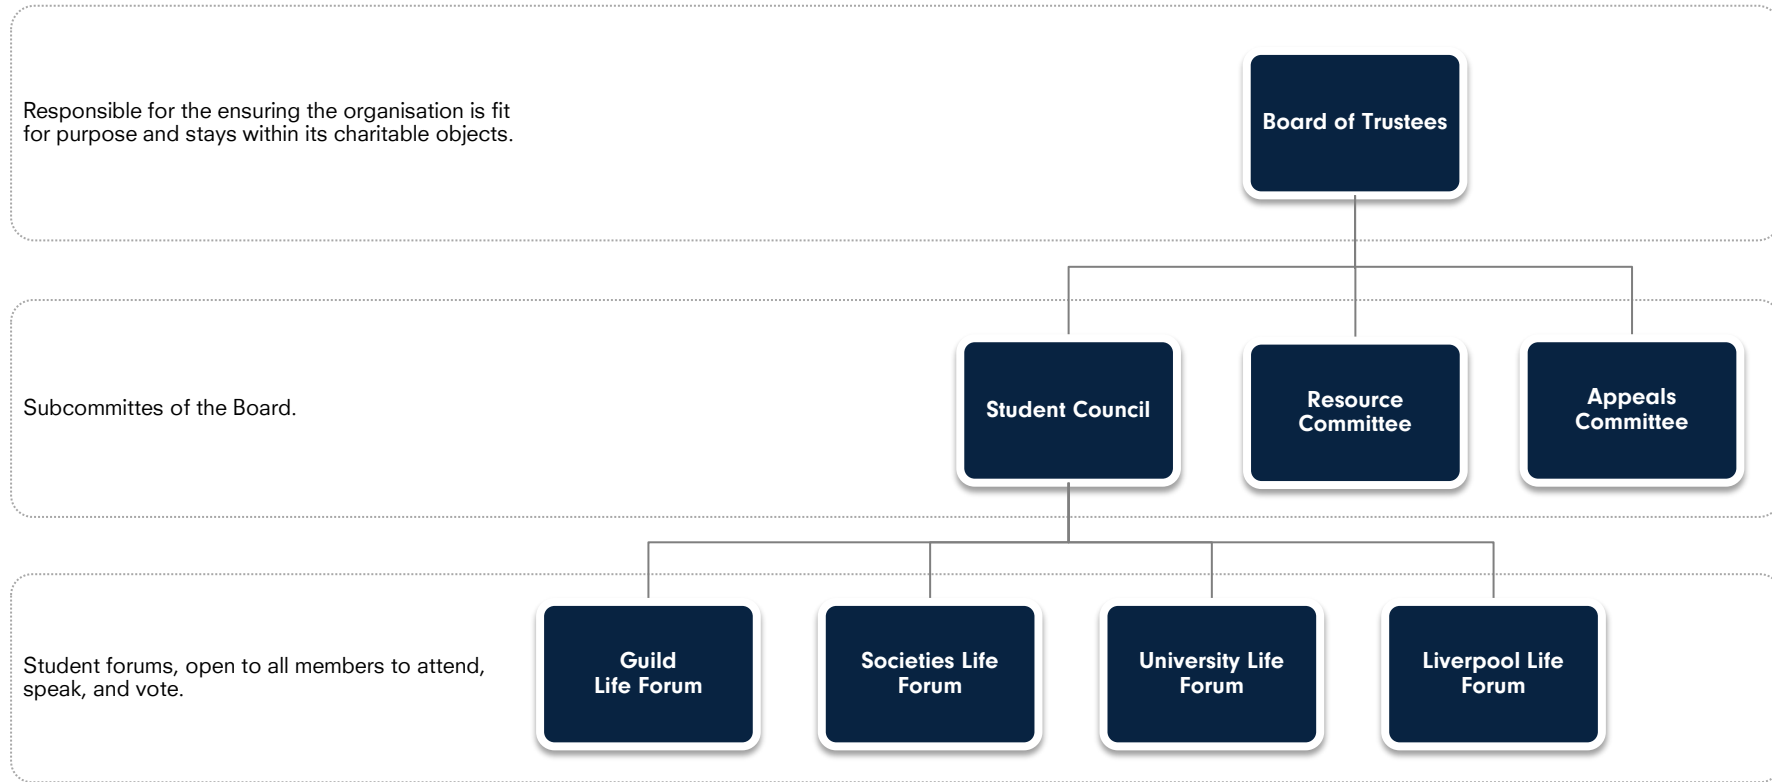 Responsible for the ensuring the organisation is fit
for purpose and stays within its charitable objects.
Board of Trustees
Subcommittes of the Board.
Student Council
Resource
Committee
Appeals
Committee
Student forums, open to all members to attend,
speak, and vote.
Guild
Life Forum
Societies Life
Forum
University Life
Forum
Liverpool Life
Forum